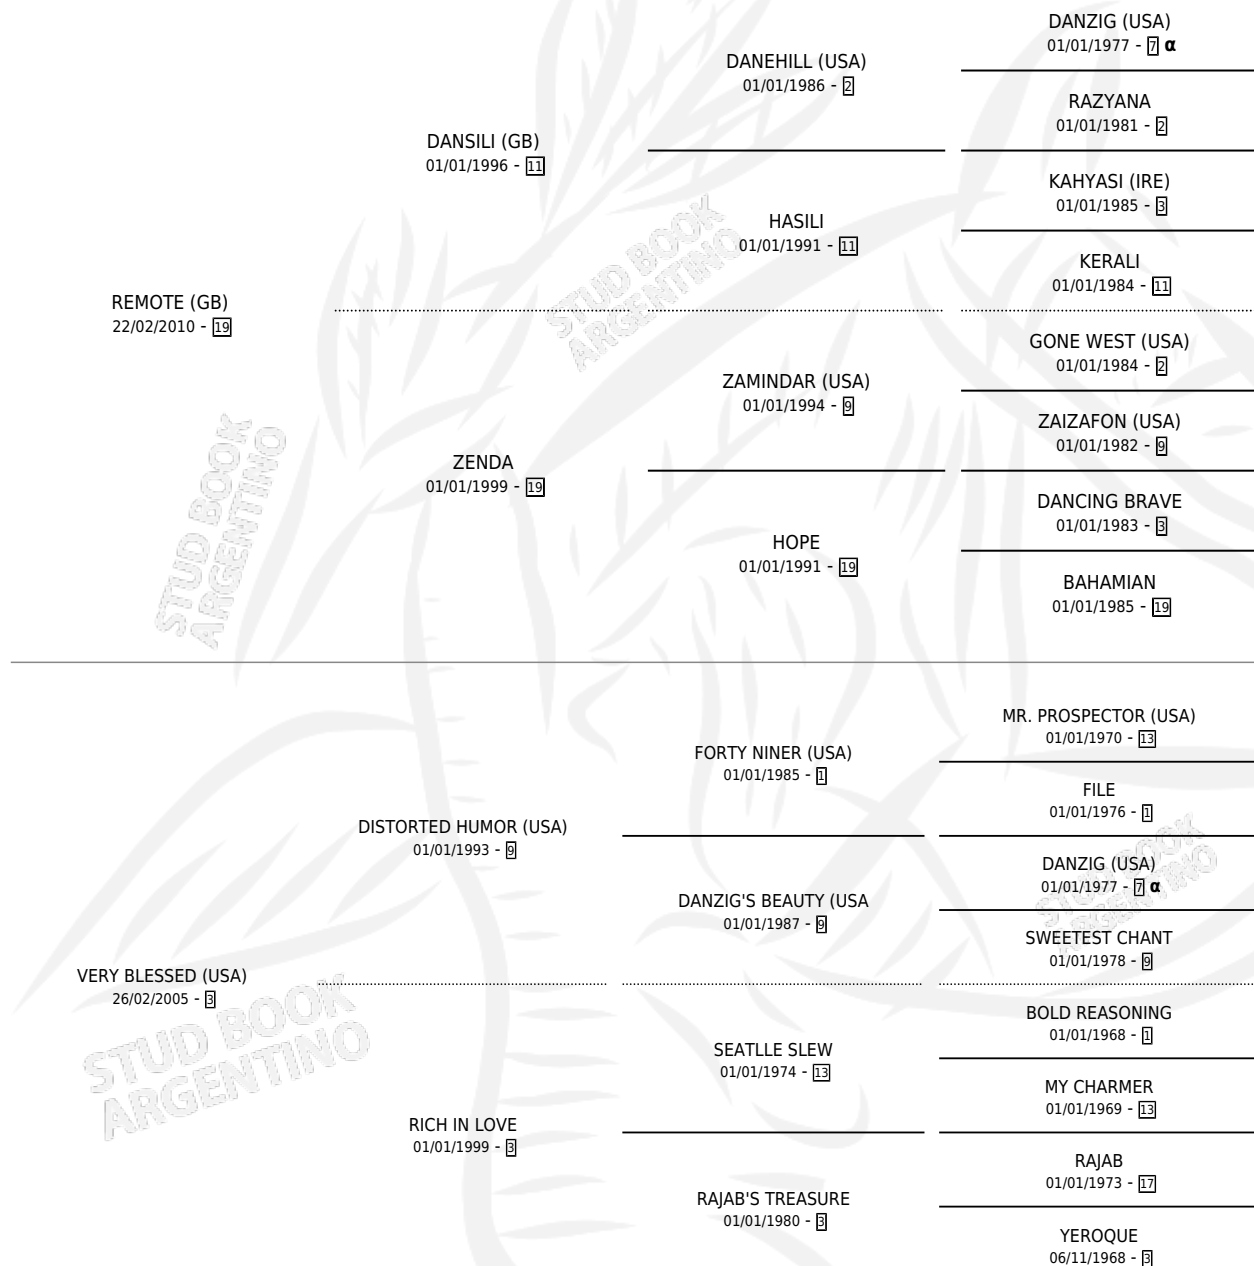 DANZIG (USA)
01/01/1977 - 7 α
DANEHILL (USA)
01/01/1986 - 2
RAZYANA
01/01/1981 - 2
DANSILI (GB)
01/01/1996 - 11
KAHYASI (IRE)
01/01/1985 - 3
HASILI
01/01/1991 - 11
KERALI
01/01/1984 - 11
REMOTE (GB)
22/02/2010 - 19
GONE WEST (USA)
01/01/1984 - 2
ZAMINDAR (USA)
01/01/1994 - 9
ZAIZAFON (USA)
01/01/1982 - 9
ZENDA
01/01/1999 - 19
DANCING BRAVE
01/01/1983 - 3
HOPE
01/01/1991 - 19
BAHAMIAN
01/01/1985 - 19
MR. PROSPECTOR (USA)
01/01/1970 - 13
FORTY NINER (USA)
01/01/1985 - 1
FILE
01/01/1976 - 1
DISTORTED HUMOR (USA)
01/01/1993 - 9
DANZIG (USA)
01/01/1977 - 7 α
DANZIG'S BEAUTY (USA
01/01/1987 - 9
SWEETEST CHANT
01/01/1978 - 9
VERY BLESSED (USA)
26/02/2005 - 3
BOLD REASONING
01/01/1968 - 1
SEATLLE SLEW
01/01/1974 - 13
MY CHARMER
01/01/1969 - 13
RICH IN LOVE
01/01/1999 - 3
RAJAB
01/01/1973 - 17
RAJAB'S TREASURE
01/01/1980 - 3
YEROQUE
06/11/1968 - 3
STUD BOOK
ARGENTINO
STUD BOOK
ARGENTINO
STUD BOOK
ARGENTINO
STUD BOOK
ARGENTINO